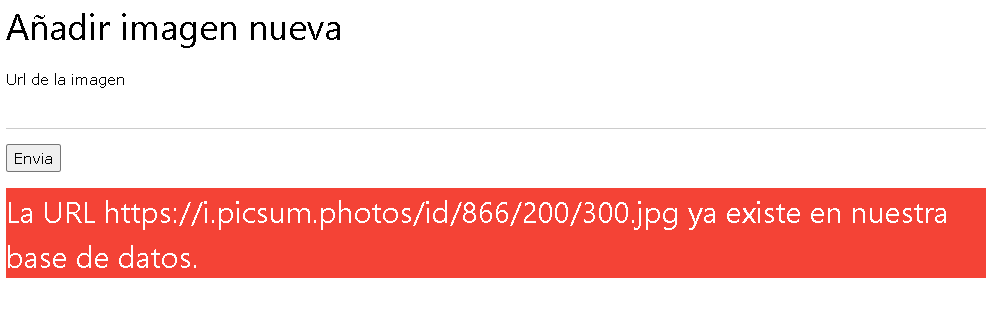 Añadir imagen nueva
Url de la imagen
Envia
La URL https://i.picsum.photos/id/866/200/300.jpg ya existe en nuestra
base de datos.